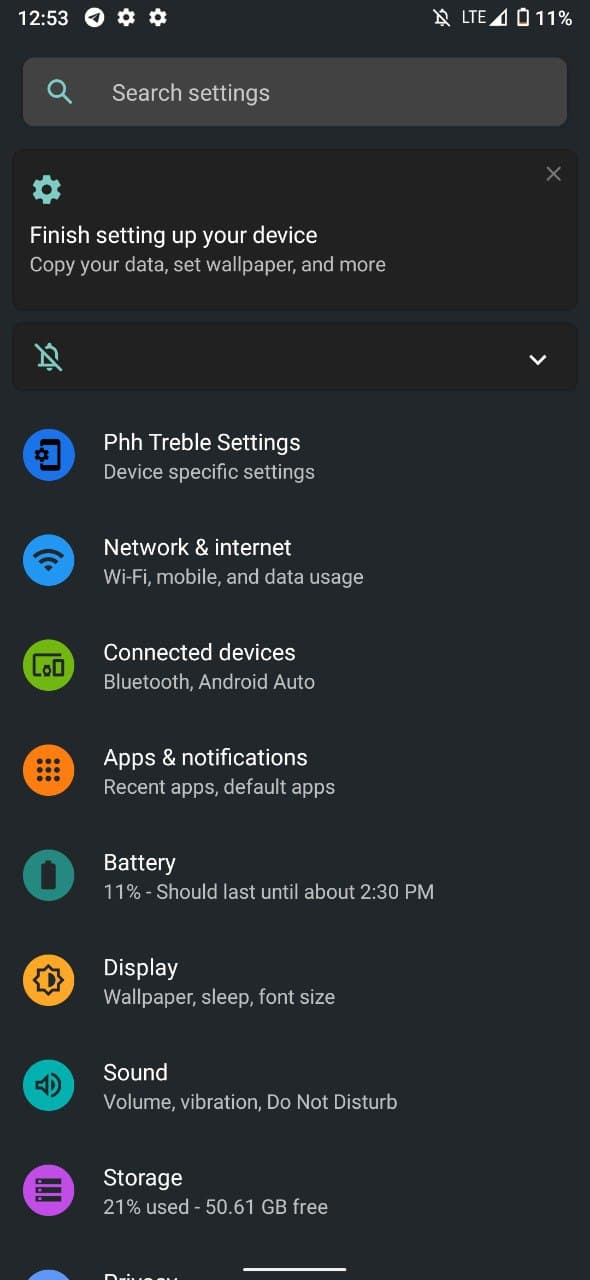 12:53 LTE 11%
Search settings
Finish setting up your device
Copy your data, set wallpaper, and more
Phh Treble Settings
Device specific settings
Network & internet
Wi-Fi, mobile, and data usage
Connected devices
Bluetooth, Android Auto
Apps & notifications
Recent apps, default apps
Battery
11% - Should last until about 2:30 PM
Display
Wallpaper, sleep, font size
Sound
Volume, vibration, Do Not Disturb
Storage
21% used - 50.61 GB free
Privacy